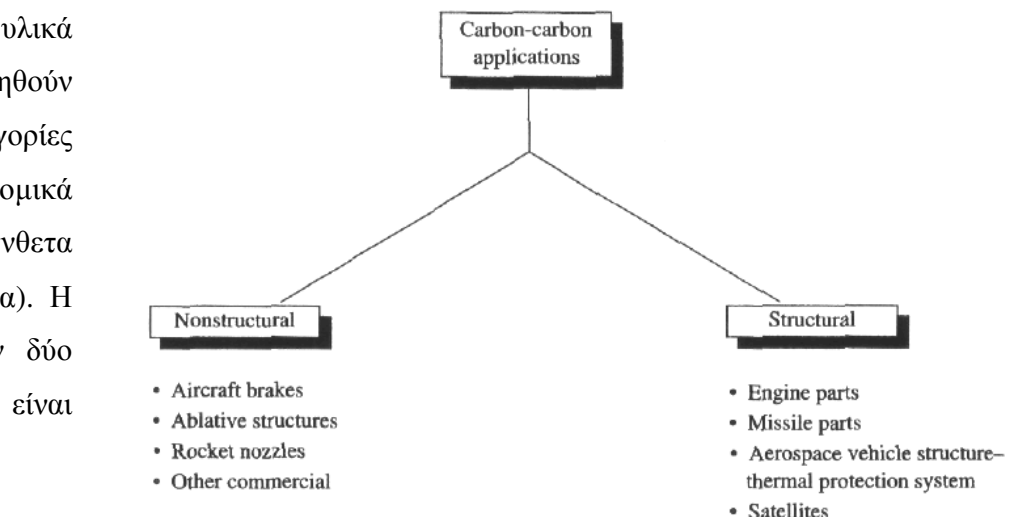 υλικά
ηθούν
γορίες
ομικά
νθετα
α). Η
ν δύο
είναι
Carbon-carbon
applications
Nonstructural
• Aircraft brakes
• Ablative structures
• Rocket nozzles
• Other commercial
Structural
• Engine parts
• Missile parts
• Aerospace vehicle structure–
thermal protection system
• Satellites